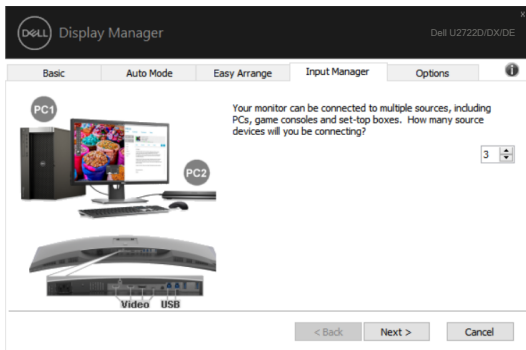 DELL Display Manager
Dell U2722D/DX/DE
x
Basic
Auto Mode
Easy Arrange
Input Manager
Options
i
PC1
Your monitor can be connected to multiple sources, including
PCs, game consoles and set-top boxes. How many source
devices will you be connecting?
3
PC2
Video USB
< Back
Next >
Cancel